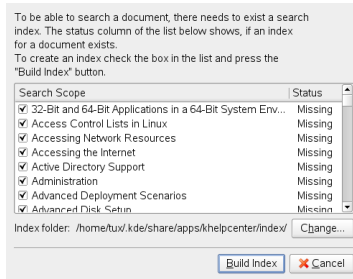 To be able to search a document, there needs to exist a search
index. The status column of the list below shows, if an index
for a document exists.
To create an index check the box in the list and press the
"Build Index" button.
Search Scope Status
32-Bit and 64-Bit Applications in a 64-Bit System Env... Missing
Access Control Lists in Linux Missing
Accessing Network Resources Missing
Accessing the Internet Missing
Active Directory Support Missing
Administration Missing
Advanced Deployment Scenarios Missing
Advanced Disk Setup Missing
Index folder: /home/tux/.kde/share/apps/khelpcenter/index/ Change...
Build Index Cancel